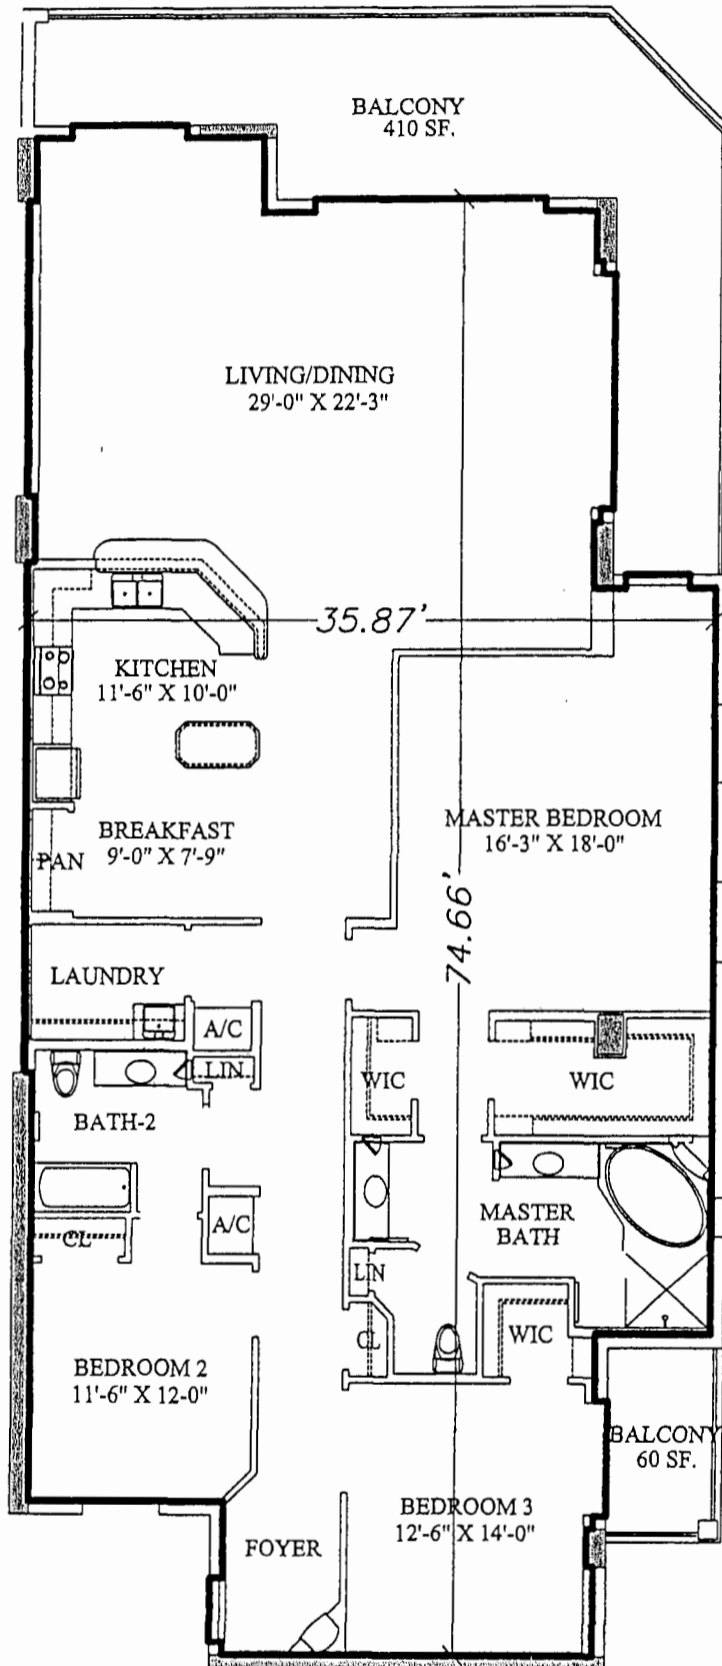 BALCONY
410 SF.
LIVING/DINING
29'-0" X 22'-3"
35.87'
KITCHEN
11'-6" X 10'-0"
BREAKFAST
9'-0" X 7'-9"
PAN
MASTER BEDROOM
16'-3" X 18'-0"
74.66'
LAUNDRY
A/C
LIN
WIC
WIC
BATH-2
A/C
CL
MASTER
BATH
LIN
CL
WIC
BEDROOM 2
11'-6" X 12-0"
BALCONY
60 SF.
BEDROOM 3
12'-6" X 14'-0"
FOYER